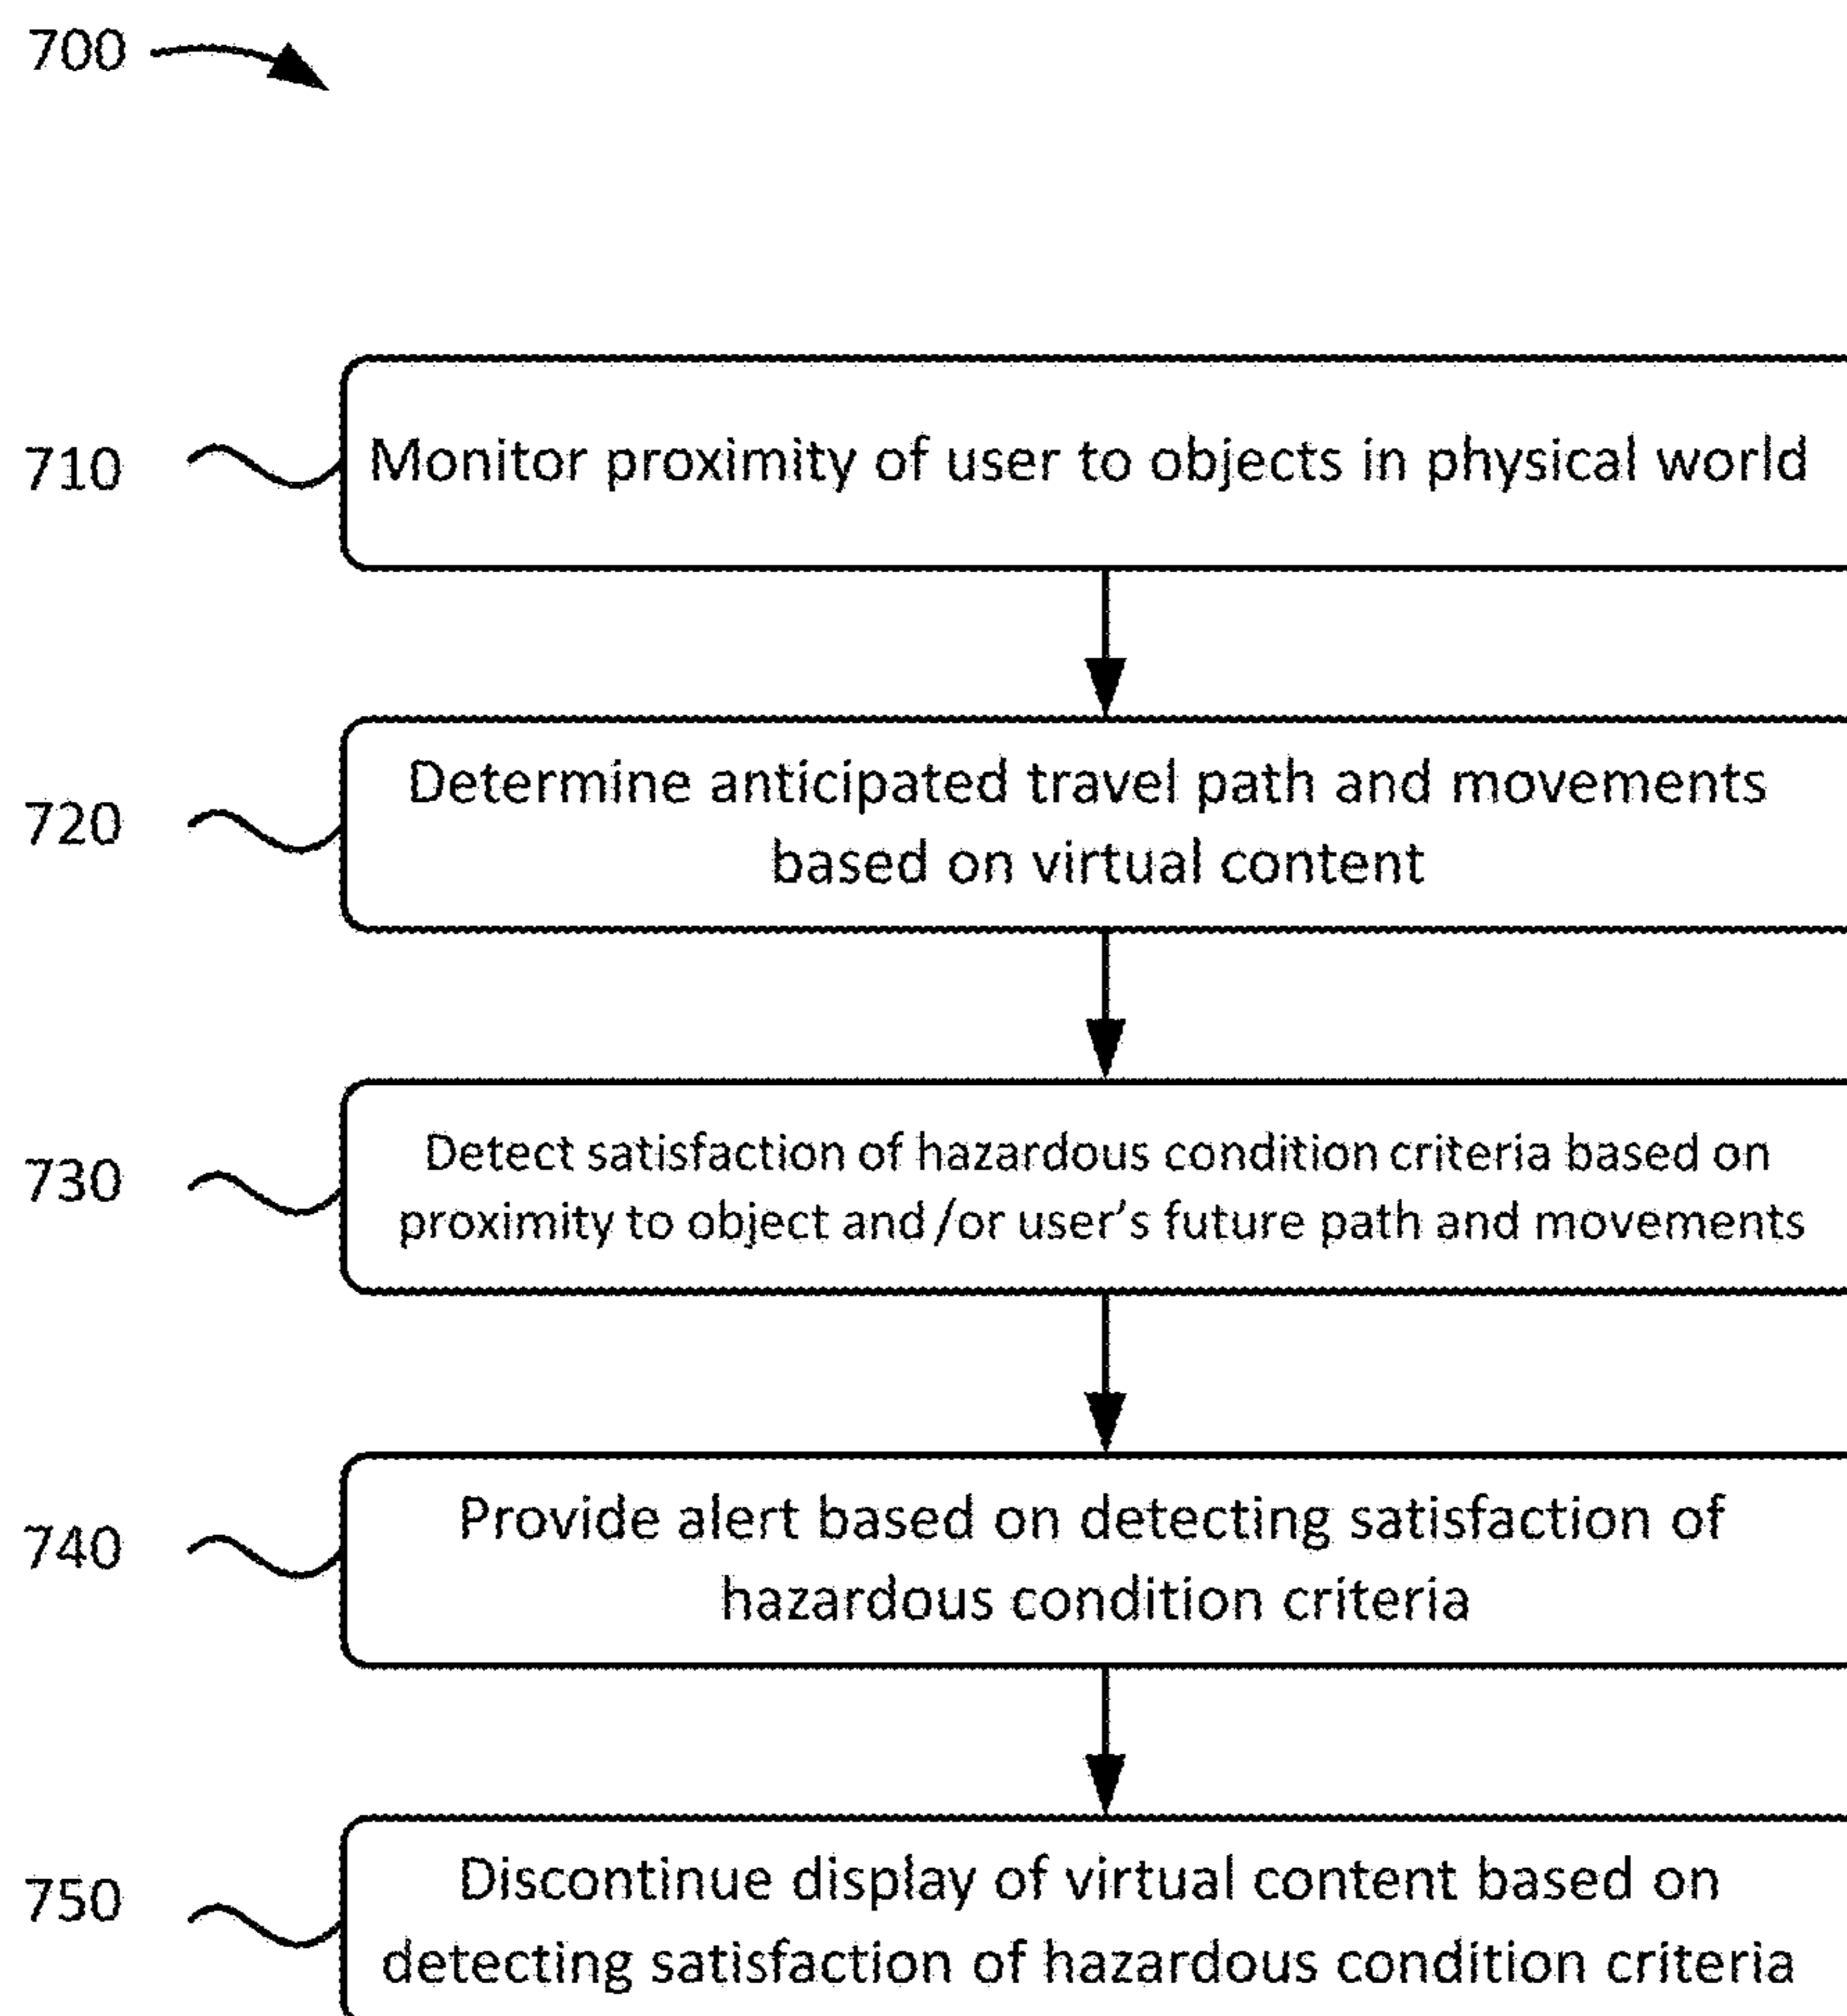 700
710
Monitor proximity of user to objects in physical world
720
Determine anticipated travel path and movements
based on virtual content
730
Detect satisfaction of hazardous condition criteria based on
proximity to object and/or user's future path and movements
740
Provide alert based on detecting satisfaction of
hazardous condition criteria
750
Discontinue display of virtual content based on
detecting satisfaction of hazardous condition criteria